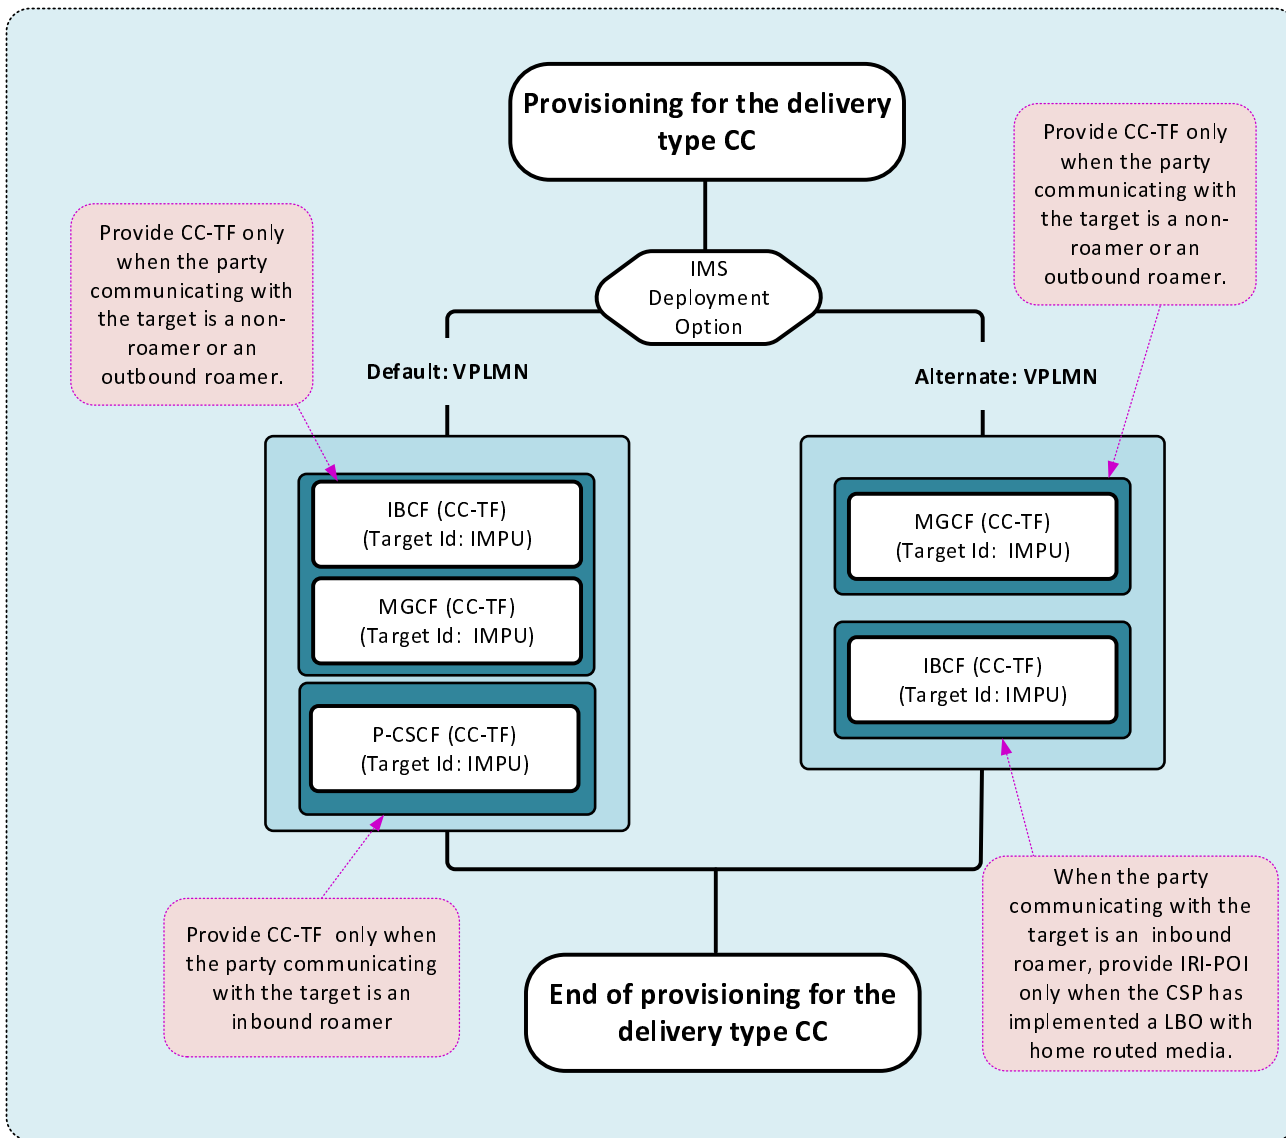 Provisioning for the delivery
type CC
Provide CC-TF only
when the party
communicating with
the target is a non-
roamer or an
outbound roamer.
Provide CC-TF only
when the party
communicating with
the target is a non-
roamer or an
outbound roamer.
IMS
Deployment
Option
Default: VPLMN
Alternate: VPLMN
IBCF (CC-TF)
(Target Id: IMPU)
MGCF (CC-TF)
(Target Id:  IMPU)
P-CSCF (CC-TF)
(Target Id: IMPU)
MGCF (CC-TF)
(Target Id:  IMPU)
IBCF (CC-TF)
(Target Id: IMPU)
Provide CC-TF  only when
the party communicating
with the target is an
inbound roamer
When the party
communicating with the
target is an  inbound
roamer, provide IRI-POI
only when the CSP has
implemented a LBO with
home routed media.
End of provisioning for the
delivery type CC